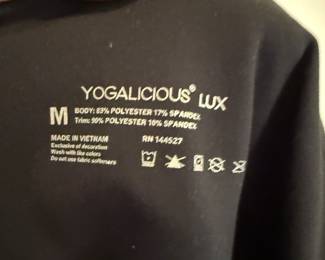 YOGALICIOUS® LUX
M
BODY: 83% POLYESTER 17% SPANDEX
Trim: 90% POLYESTER 10% SPANDEX
MADE IN VIETNAM RN 144527
Exclusive of decoration
Wash with like colors
Do not use fabric softeners